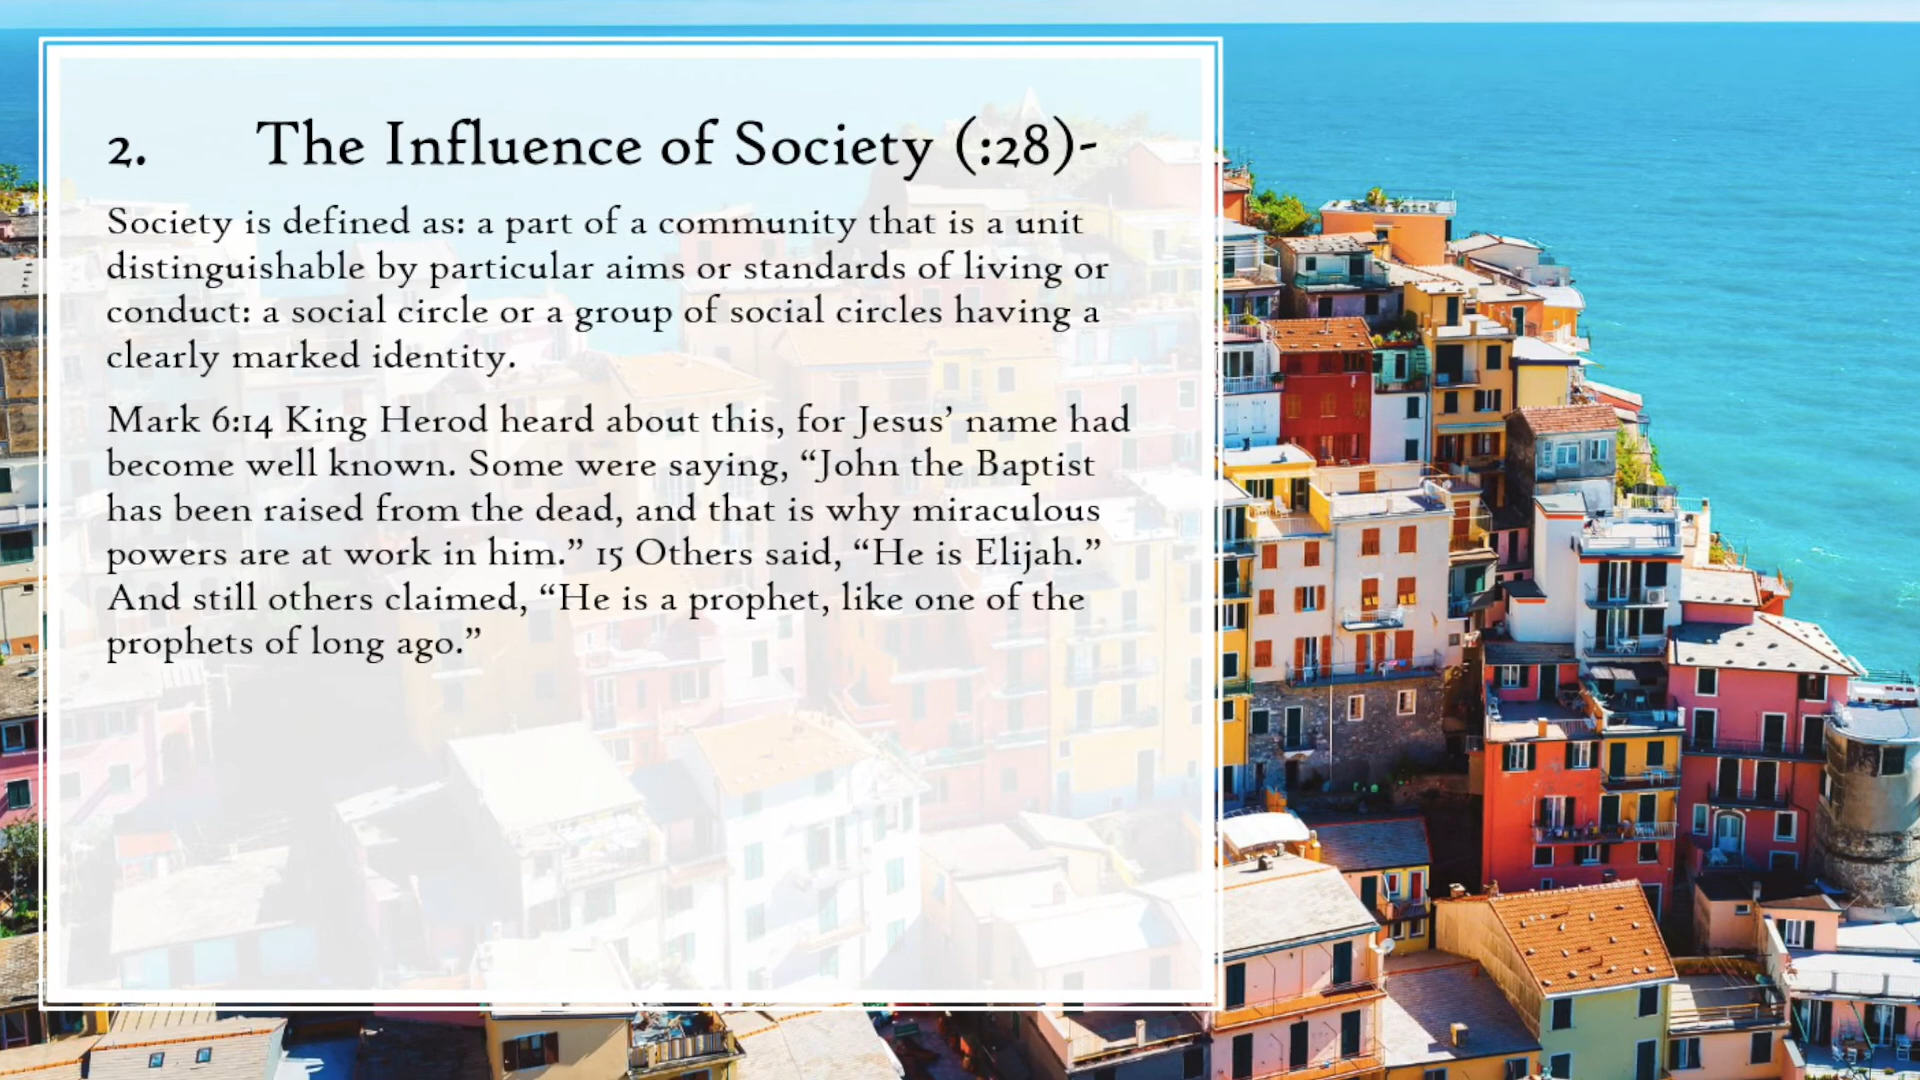 2. The Influence of Society (:28)-
Society is defined as: a part of a community that is a unit
distinguishable by particular aims or standards of living or
conduct: a social circle or a group of social circles having a
clearly marked identity.
Mark 6:14 King Herod heard about this, for Jesus’ name had
become well known. Some were saying, “John the Baptist
has been raised from the dead, and that is why miraculous
powers are at work in him.” 15 Others said, “He is Elijah.”
And still others claimed, “He is a prophet, like one of the
prophets of long ago.”